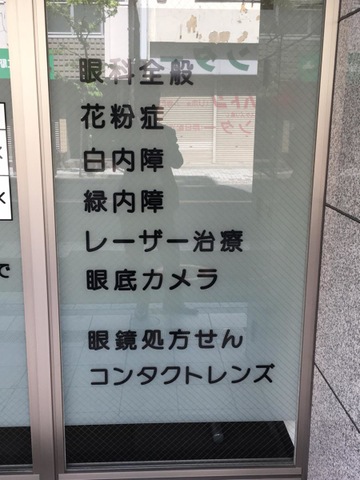 眼科全般
花粉症
白内障
緑内障
レーザー治療
眼底カメラ
眼鏡処方せん
コンタクトレンズ
で